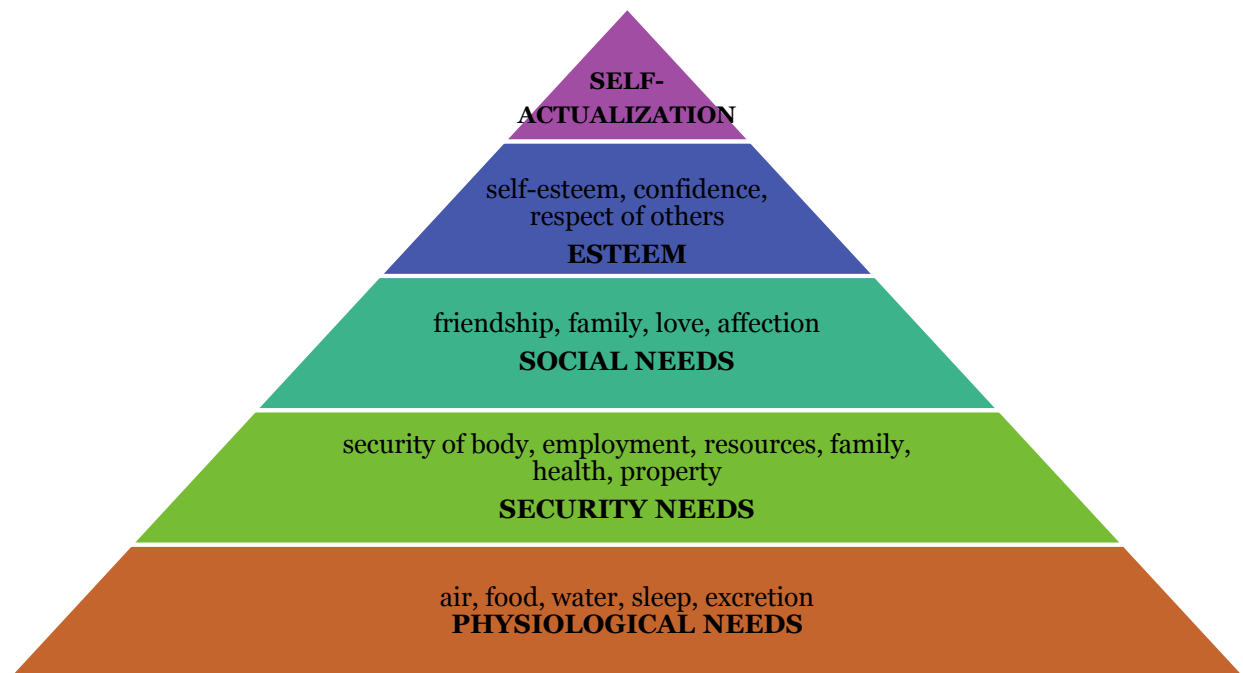 SELF-
ACTUALIZATION
self-esteem, confidence,
respect of others
ESTEEM
friendship, family, love, affection
SOCIAL NEEDS
security of body, employment, resources, family,
health, property
SECURITY NEEDS
air, food, water, sleep, excretion
PHYSIOLOGICAL NEEDS